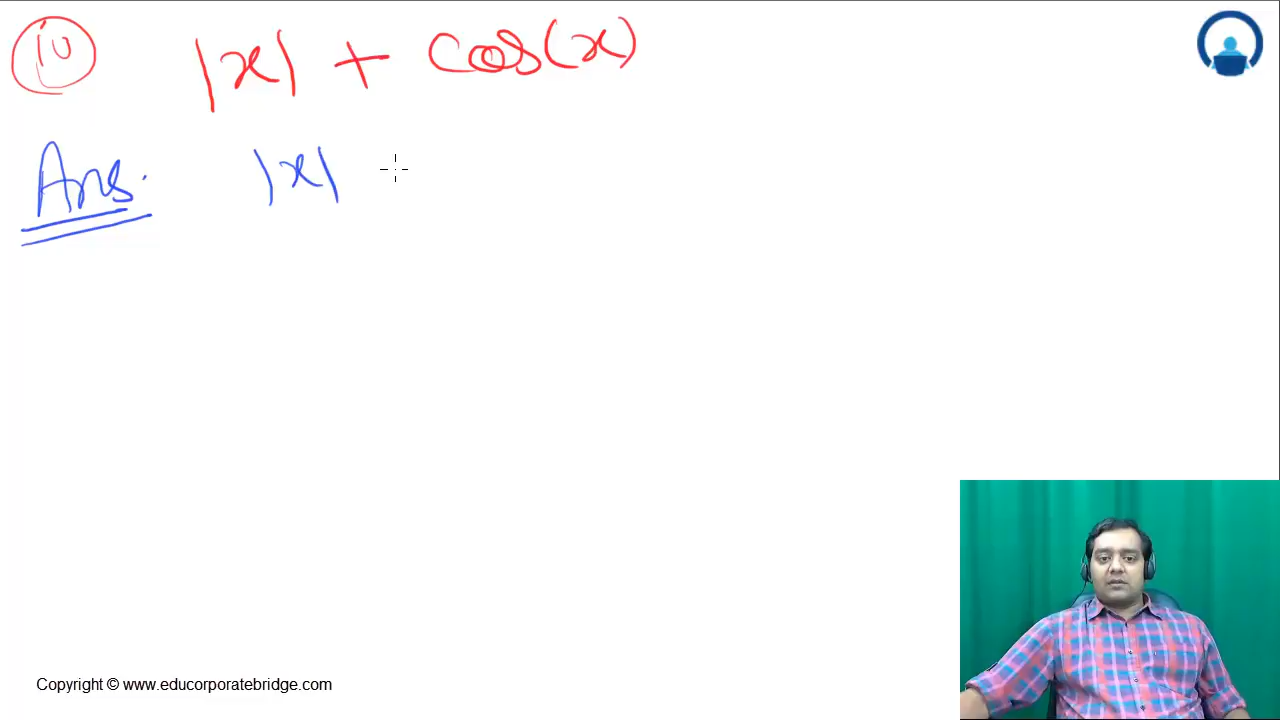 iv |x| + cos(x)
Ans. |x|
Copyright © www.educorporatebridge.com